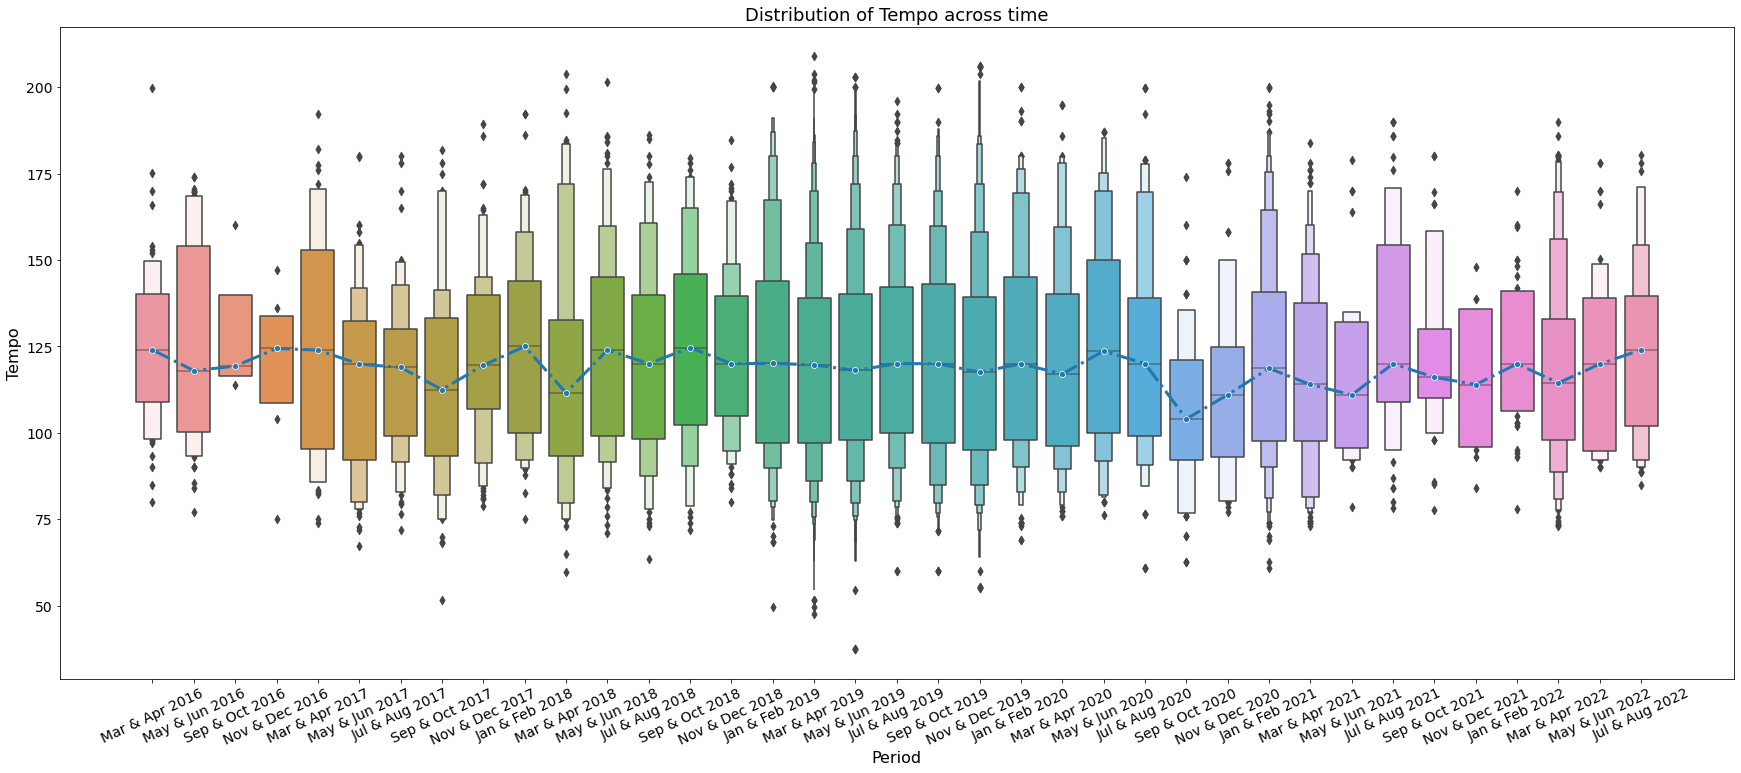 Distribution of Tempo across time
Tempo
200
175
150
125
100
75
50
Mar & Apr 2016
May & Jun 2016
Sep & Oct 2016
Nov & Dec 2016
Mar & Apr 2017
May & Jun 2017
Jul & Aug 2017
Sep & Oct 2017
Nov & Dec 2017
Jan & Feb 2018
Mar & Apr 2018
May & Jun 2018
Jul & Aug 2018
Sep & Oct 2018
Nov & Dec 2018
Jan & Feb 2019
Mar & Apr 2019
May & Jun 2019
Jul & Aug 2019
Sep & Oct 2019
Nov & Dec 2019
Jan & Feb 2020
Mar & Apr 2020
May & Jun 2020
Jul & Aug 2020
Sep & Oct 2020
Nov & Dec 2020
Jan & Feb 2021
Mar & Apr 2021
May & Jun 2021
Jul & Aug 2021
Sep & Oct 2021
Nov & Dec 2021
Jan & Feb 2022
Mar & Apr 2022
May & Jun 2022
Jul & Aug 2022
Period